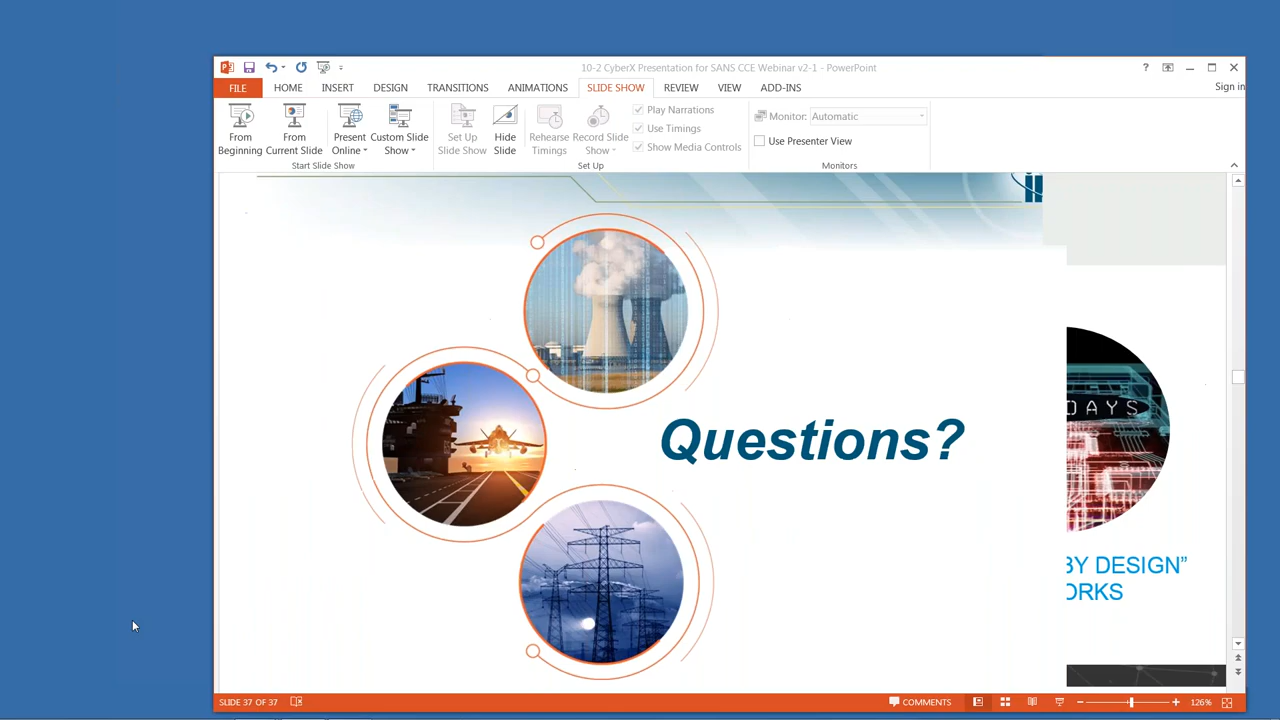 10-2 CyberX Presentation for SANS CCE Webinar v2-1 - PowerPoint
?
FILE HOME INSERT DESIGN TRANSITIONS ANIMATIONS SLIDE SHOW REVIEW VIEW ADD-INS Sign in
From Beginning
From Current Slide
Present Online
Custom Slide Show
Set Up Slide Show
Hide Slide
Rehearse Timings
Record Slide Show
Play Narrations
Use Timings
Show Media Controls
Monitor: Automatic
Use Presenter View
Start Slide Show
Set Up
Monitors
Questions?
DAYS
BY DESIGN”
ORKS
SLIDE 37 OF 37
COMMENTS
126%